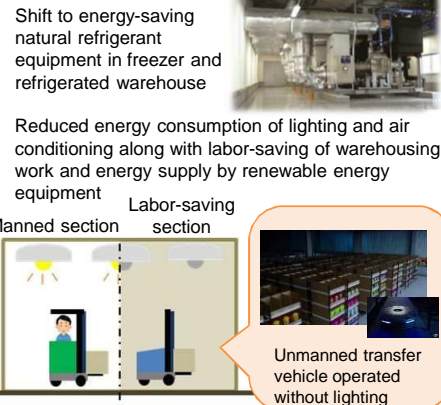 Shift to energy-saving
natural refrigerant
equipment in freezer and
refrigerated warehouse
Reduced energy consumption of lighting and air
conditioning along with labor-saving of warehousing
work and energy supply by renewable energy
equipment
Manned section
Labor-saving
section
Unmanned transfer
vehicle operated
without lighting